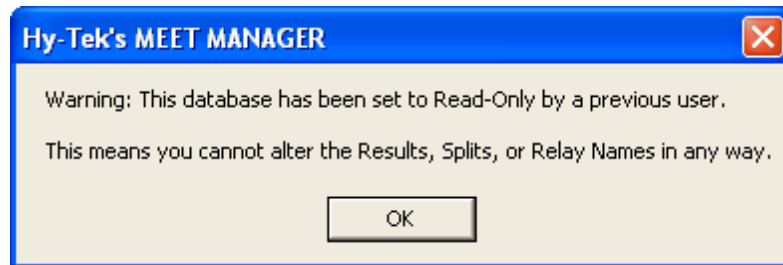 Hy-Tek's MEET MANAGER
Warning: This database has been set to Read-Only by a previous user.
This means you cannot alter the Results, Splits, or Relay Names in any way.
OK